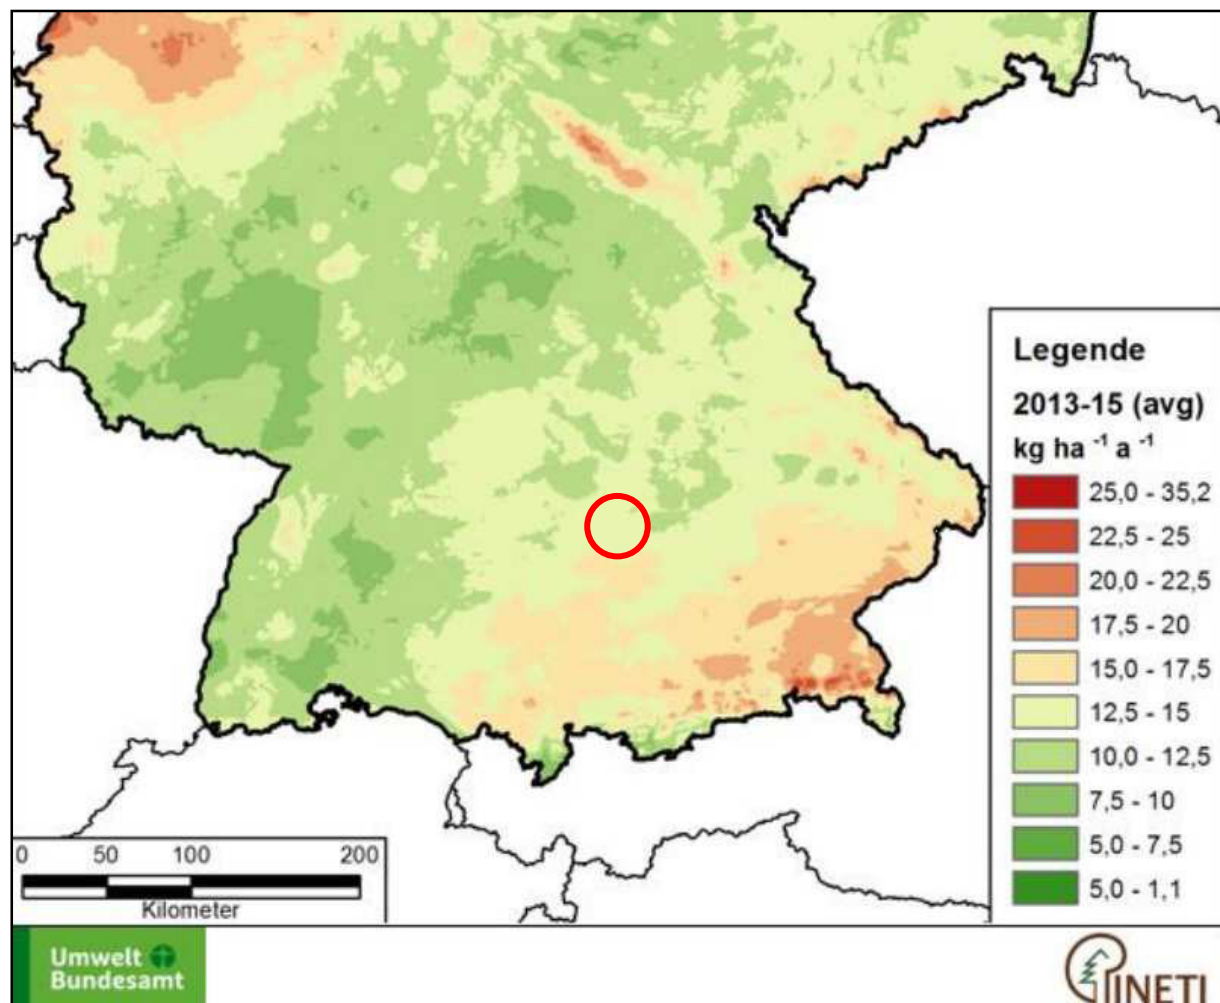 Legende
2013-15 (avg)
kg ha ⁻¹ a ⁻¹
25,0 - 35,2
22,5 - 25
20,0 - 22,5
17,5 - 20
15,0 - 17,5
12,5 - 15
10,0 - 12,5
7,5 - 10
5,0 - 7,5
5,0 - 1,1
0 50 100 200
Kilometer
Umwelt
Bundesamt
PINETI